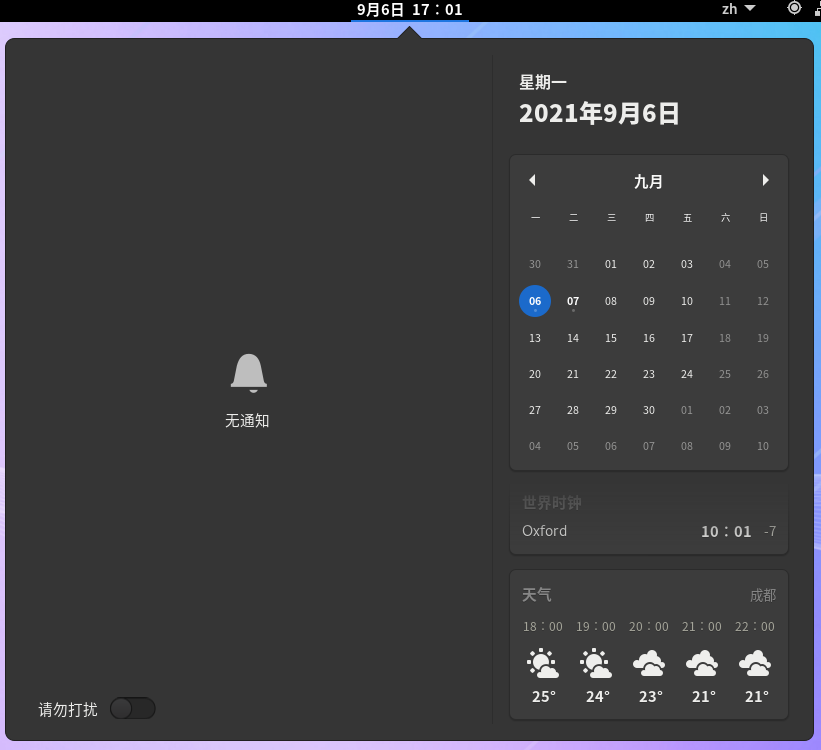 9月6日 17：01
zh
星期一
2021年9月6日
九月
一 二 三 四 五 六 日
30 31 01 02 03 04 05
06 07 08 09 10 11 12
13 14 15 16 17 18 19
20 21 22 23 24 25 26
27 28 29 30 01 02 03
04 05 06 07 08 09 10
无通知
世界时钟
Oxford 10：01 -7
天气 成都
18：00 19：00 20：00 21：00 22：00
25° 24° 23° 21° 21°
请勿打扰